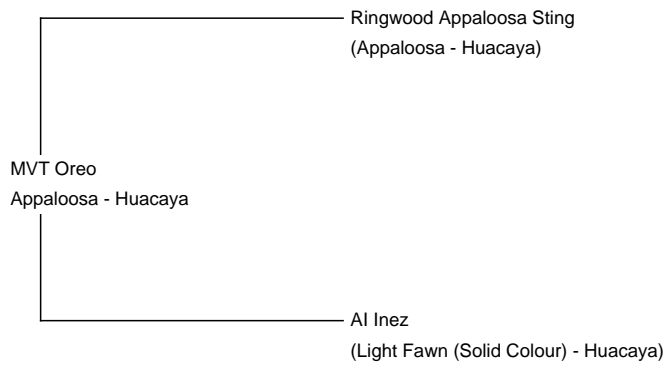 Ringwood Appaloosa Sting
(Appaloosa - Huacaya)
MVT Oreo
Appaloosa - Huacaya
AI Inez
(Light Fawn (Solid Colour) - Huacaya)